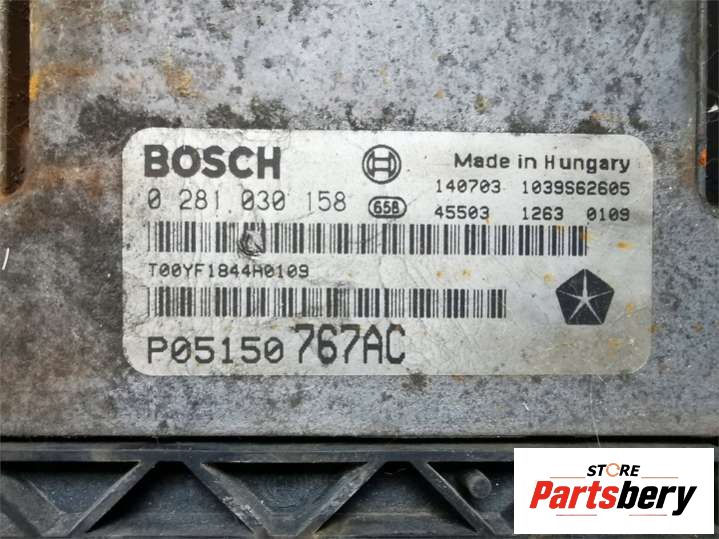 BOSCH
Made in Hungary
0 281 030 158
658
140703 1039S62605
45503 1263 0109
T00YF1844H0109
P05150 767AC
STORE
Partsbery